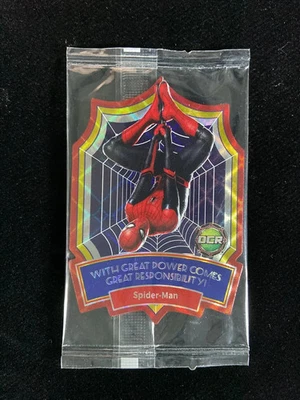 DCR
WITH GREAT POWER COMES
GREAT RESPONSIBILITY!
Spider-Man